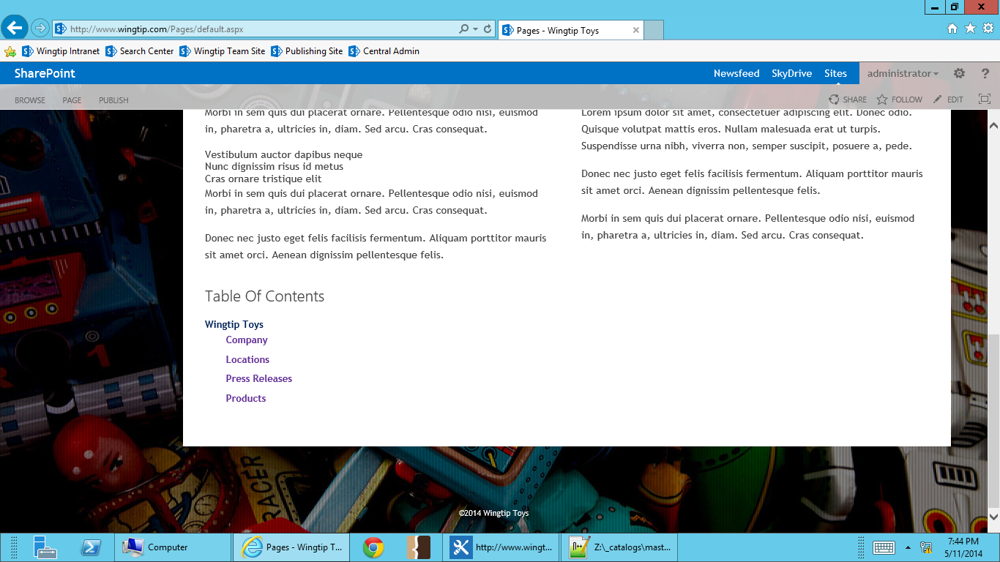 http://www.wingtip.com/Pages/default.aspx
Pages - Wingtip Toys
Wingtip Intranet
Search Center
Wingtip Team Site
Publishing Site
Central Admin
SharePoint
Newsfeed
SkyDrive
Sites
administrator
?
BROWSE
PAGE
PUBLISH
SHARE
FOLLOW
EDIT
Morbi in sem quis dui placerat ornare. Pellentesque odio nisi, euismod
in, pharetra a, ultricies in, diam. Sed arcu. Cras consequat.
Vestibulum auctor dapibus neque
Nunc dignissim risus id metus
Cras ornare tristique elit
Morbi in sem quis dui placerat ornare. Pellentesque odio nisi, euismod
in, pharetra a, ultricies in, diam. Sed arcu. Cras consequat.
Donec nec justo eget felis facilisis fermentum. Aliquam porttitor mauris
sit amet orci. Aenean dignissim pellentesque felis.
Lorem ipsum dolor sit amet, consectetuer adipiscing elit. Donec odio.
Quisque volutpat mattis eros. Nullam malesuada erat ut turpis.
Suspendisse urna nibh, viverra non, semper suscipit, posuere a, pede.
Donec nec justo eget felis facilisis fermentum. Aliquam porttitor mauris
sit amet orci. Aenean dignissim pellentesque felis.
Morbi in sem quis dui placerat ornare. Pellentesque odio nisi, euismod
in, pharetra a, ultricies in, diam. Sed arcu. Cras consequat.
Table Of Contents
Wingtip Toys
Company
Locations
Press Releases
Products
RACER
©2014 Wingtip Toys
Computer
Pages - Wingtip T...
http://www.wingt...
Z:\_catalogs\mast...
7:44 PM
5/11/2014